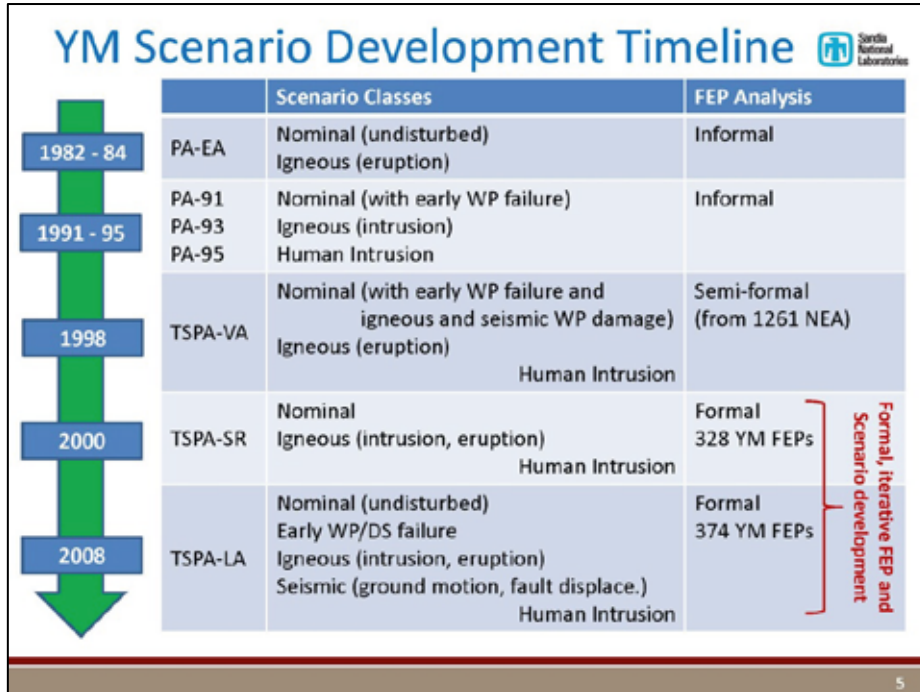 YM Scenario Development Timeline
Sandia
National
Laboratories
Scenario Classes
FEP Analysis
1982 - 84
PA-EA
Nominal (undisturbed)
Igneous (eruption)
Informal
1991 - 95
PA-91
PA-93
PA-95
Nominal (with early WP failure)
Igneous (intrusion)
Human Intrusion
Informal
1998
TSPA-VA
Nominal (with early WP failure and
igneous and seismic WP damage)
Igneous (eruption)
Human Intrusion
Semi-formal
(from 1261 NEA)
2000
TSPA-SR
Nominal
Igneous (intrusion, eruption)
Human Intrusion
Formal
328 YM FEPs
2008
TSPA-LA
Nominal (undisturbed)
Early WP/DS failure
Igneous (intrusion, eruption)
Seismic (ground motion, fault displace.)
Human Intrusion
Formal
374 YM FEPs
Formal, iterative FEP and
Scenario development
5